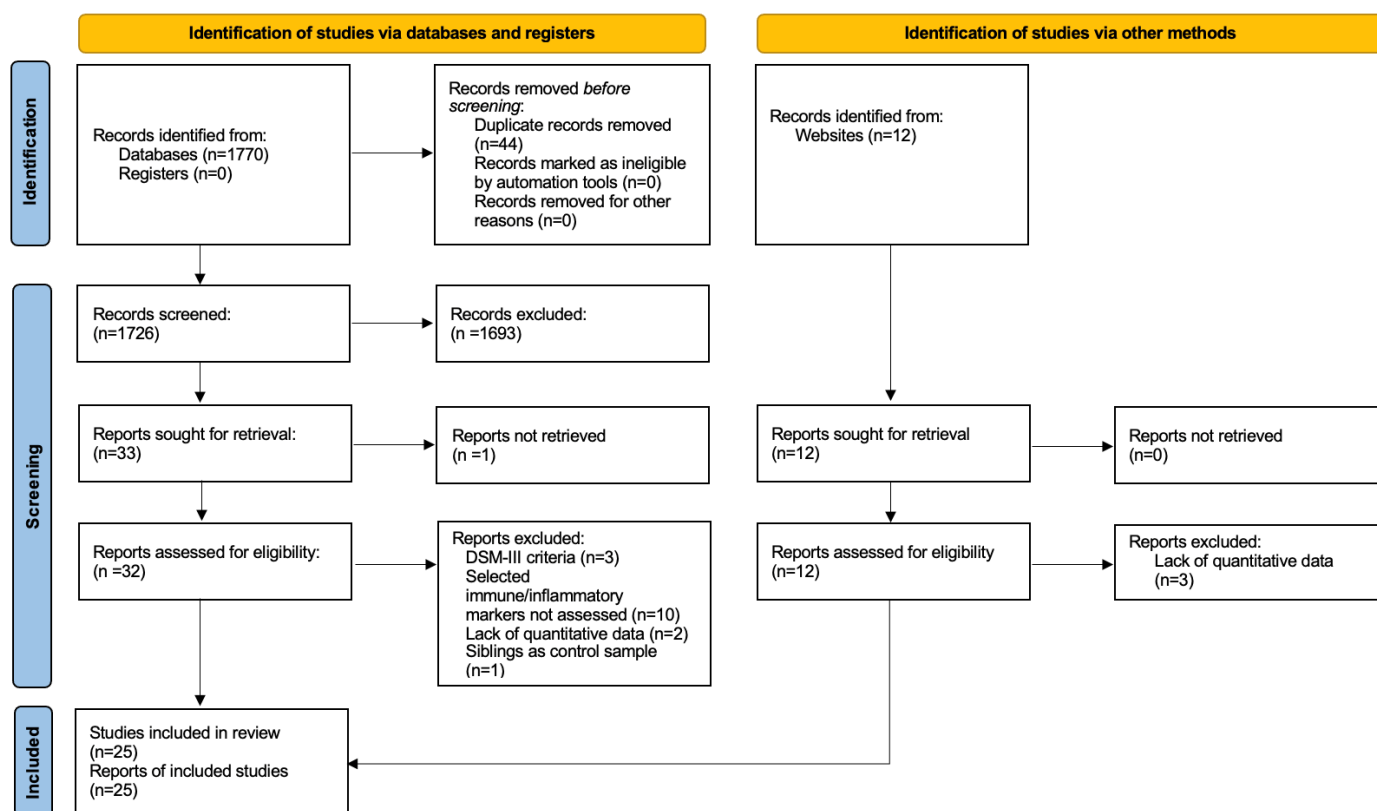 Identification of studies via databases and registers
Identification of studies via other methods
Identification
Records identified from:
Databases (n=1770)
Registers (n=0)
Records removed before
screening:
Duplicate records removed
(n=44)
Records marked as ineligible
by automation tools (n=0)
Records removed for other
reasons (n=0)
Records identified from:
Websites (n=12)
Screening
Records screened:
(n=1726)
Records excluded:
(n =1693)
Reports sought for retrieval:
(n=33)
Reports not retrieved
(n =1)
Reports sought for retrieval
(n=12)
Reports not retrieved
(n=0)
Reports assessed for eligibility:
(n =32)
Reports excluded:
DSM-III criteria (n=3)
Selected
immune/inflammatory
markers not assessed (n=10)
Lack of quantitative data (n=2)
Siblings as control sample
(n=1)
Reports assessed for eligibility
(n=12)
Reports excluded:
Lack of quantitative data
(n=3)
Included
Studies included in review
(n=25)
Reports of included studies
(n=25)